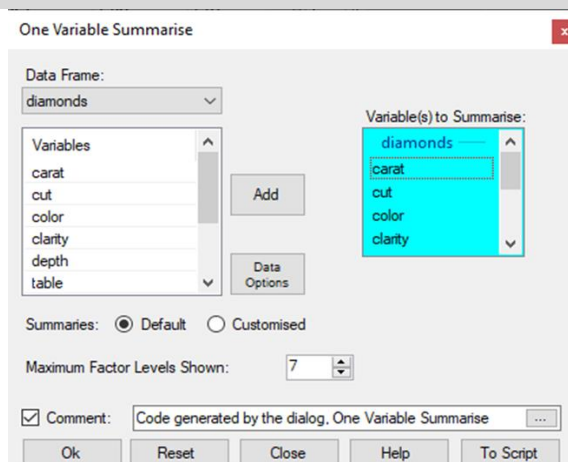 One Variable Summarise
x
Data Frame:
diamonds
Variables
carat
cut
color
clarity
depth
table
Add
Data
Options
Variable(s) to Summarise:
diamonds
carat
cut
color
clarity
Summaries: Default Customised
Maximum Factor Levels Shown: 7
Comment: Code generated by the dialog, One Variable Summarise ...
Ok Reset Close Help To Script